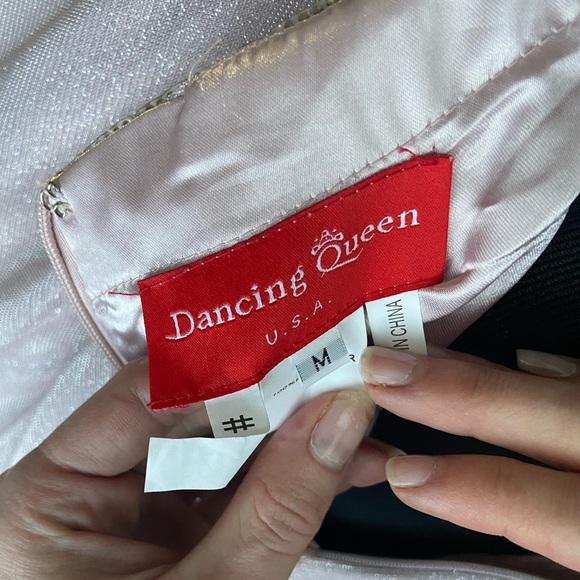 Dancing Queen
U.S.A.
M
#
IN CHINA